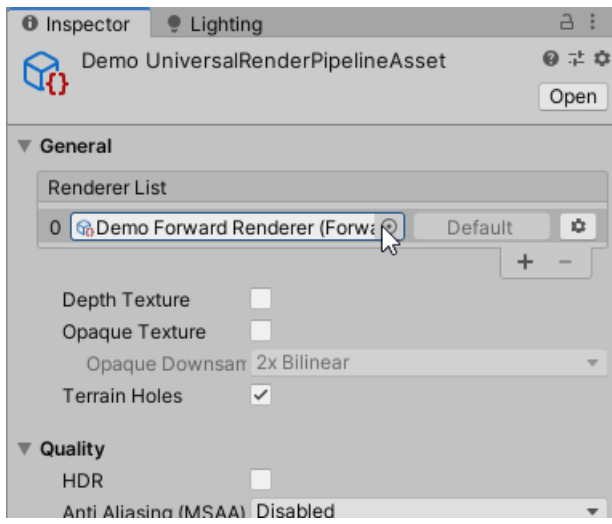 Inspector Lighting
Demo UniversalRenderPipelineAsset
Open
General
Renderer List
0 Demo Forward Renderer (Forwa Default
+ −
Depth Texture
Opaque Texture
Opaque Downsam 2x Bilinear
Terrain Holes
Quality
HDR
Anti Aliasing (MSAA) Disabled